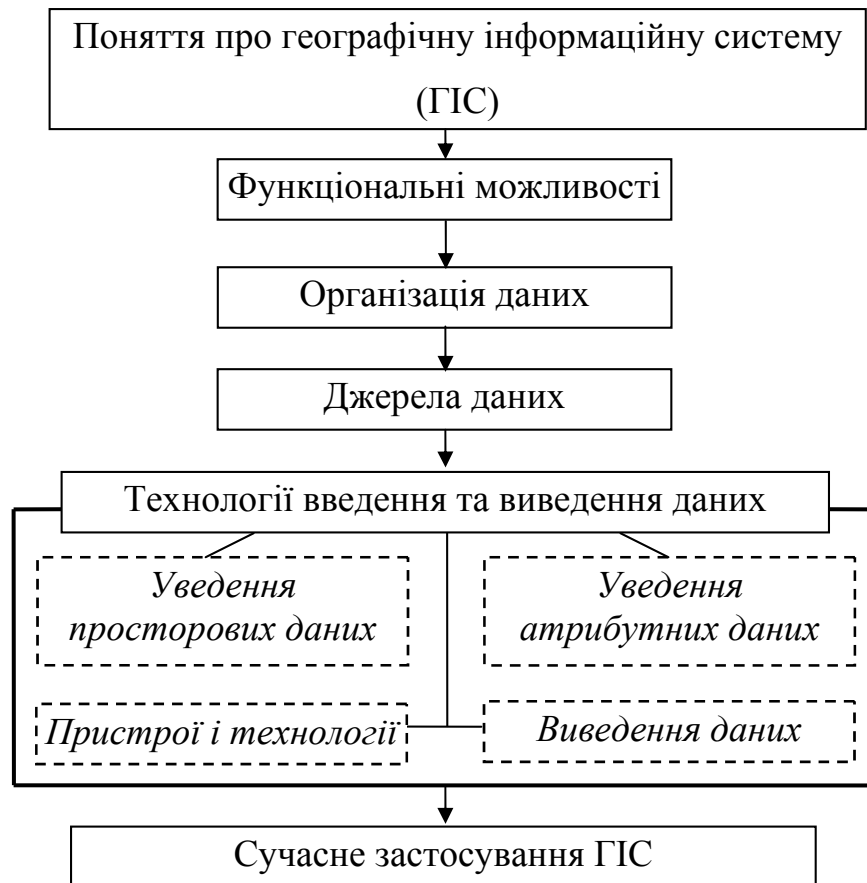 Поняття про географічну інформаційну систему
(ГІС)
Функціональні можливості
Організація даних
Джерела даних
Технології введення та виведення даних
Уведення
просторових даних
Уведення
атрибутних даних
Пристрої і технології
Виведення даних
Сучасне застосування ГІС